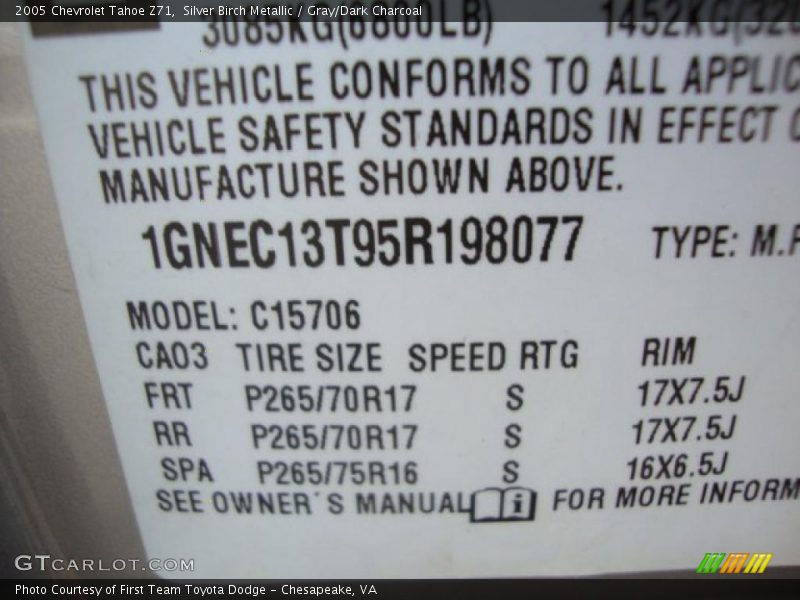 2005 Chevrolet Tahoe Z71,  Silver Birch Metallic / Gray/Dark Charcoal
3085KG(6800LB)
THIS VEHICLE CONFORMS TO ALL APPLIC
VEHICLE SAFETY STANDARDS IN EFFECT O
MANUFACTURE SHOWN ABOVE.
1GNEC13T95R198077 TYPE: M.P
MODEL: C15706
CA03 TIRE SIZE SPEED RTG RIM
FRT P265/70R17 S 17X7.5J
RR P265/70R17 S 17X7.5J
SPA P265/75R16 S 16X6.5J
SEE OWNER'S MANUAL i FOR MORE INFORM
GTcarlot.com
Photo Courtesy of First Team Toyota Dodge – Chesapeake, VA